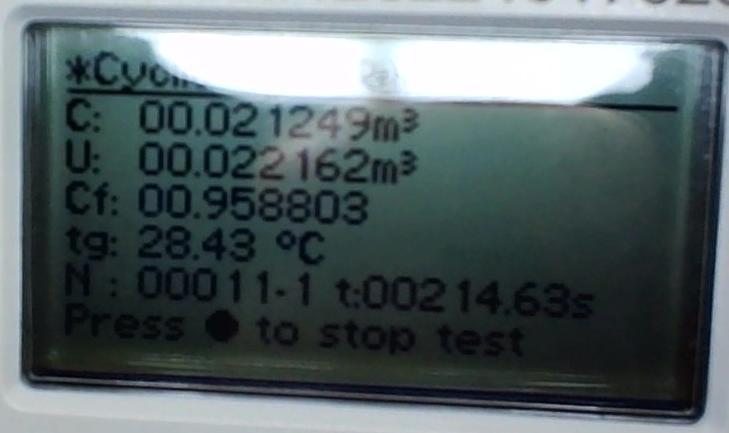 C: 00.021249m³
U: 00.022162m³
Cf: 00.958803
tg: 28.43 °C
N : 00011-1 t:00214.63s
Press ● to stop test